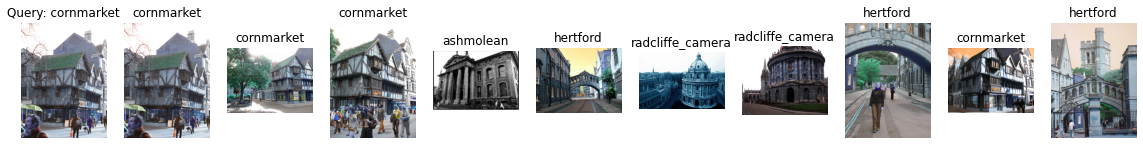 Query: cornmarket
cornmarket
cornmarket
cornmarket
ashmolean
hertford
radcliffe_camera
radcliffe_camera
hertford
cornmarket
hertford